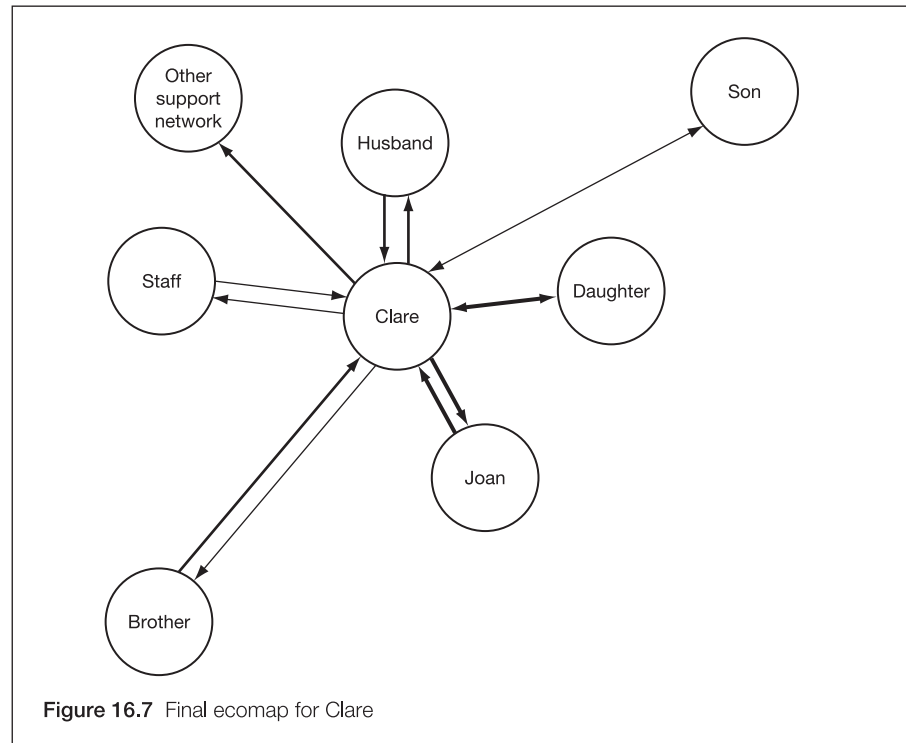 Other
support
network
Husband
Son
Staff
Clare
Daughter
Joan
Brother
Figure 16.7 Final ecomap for Clare